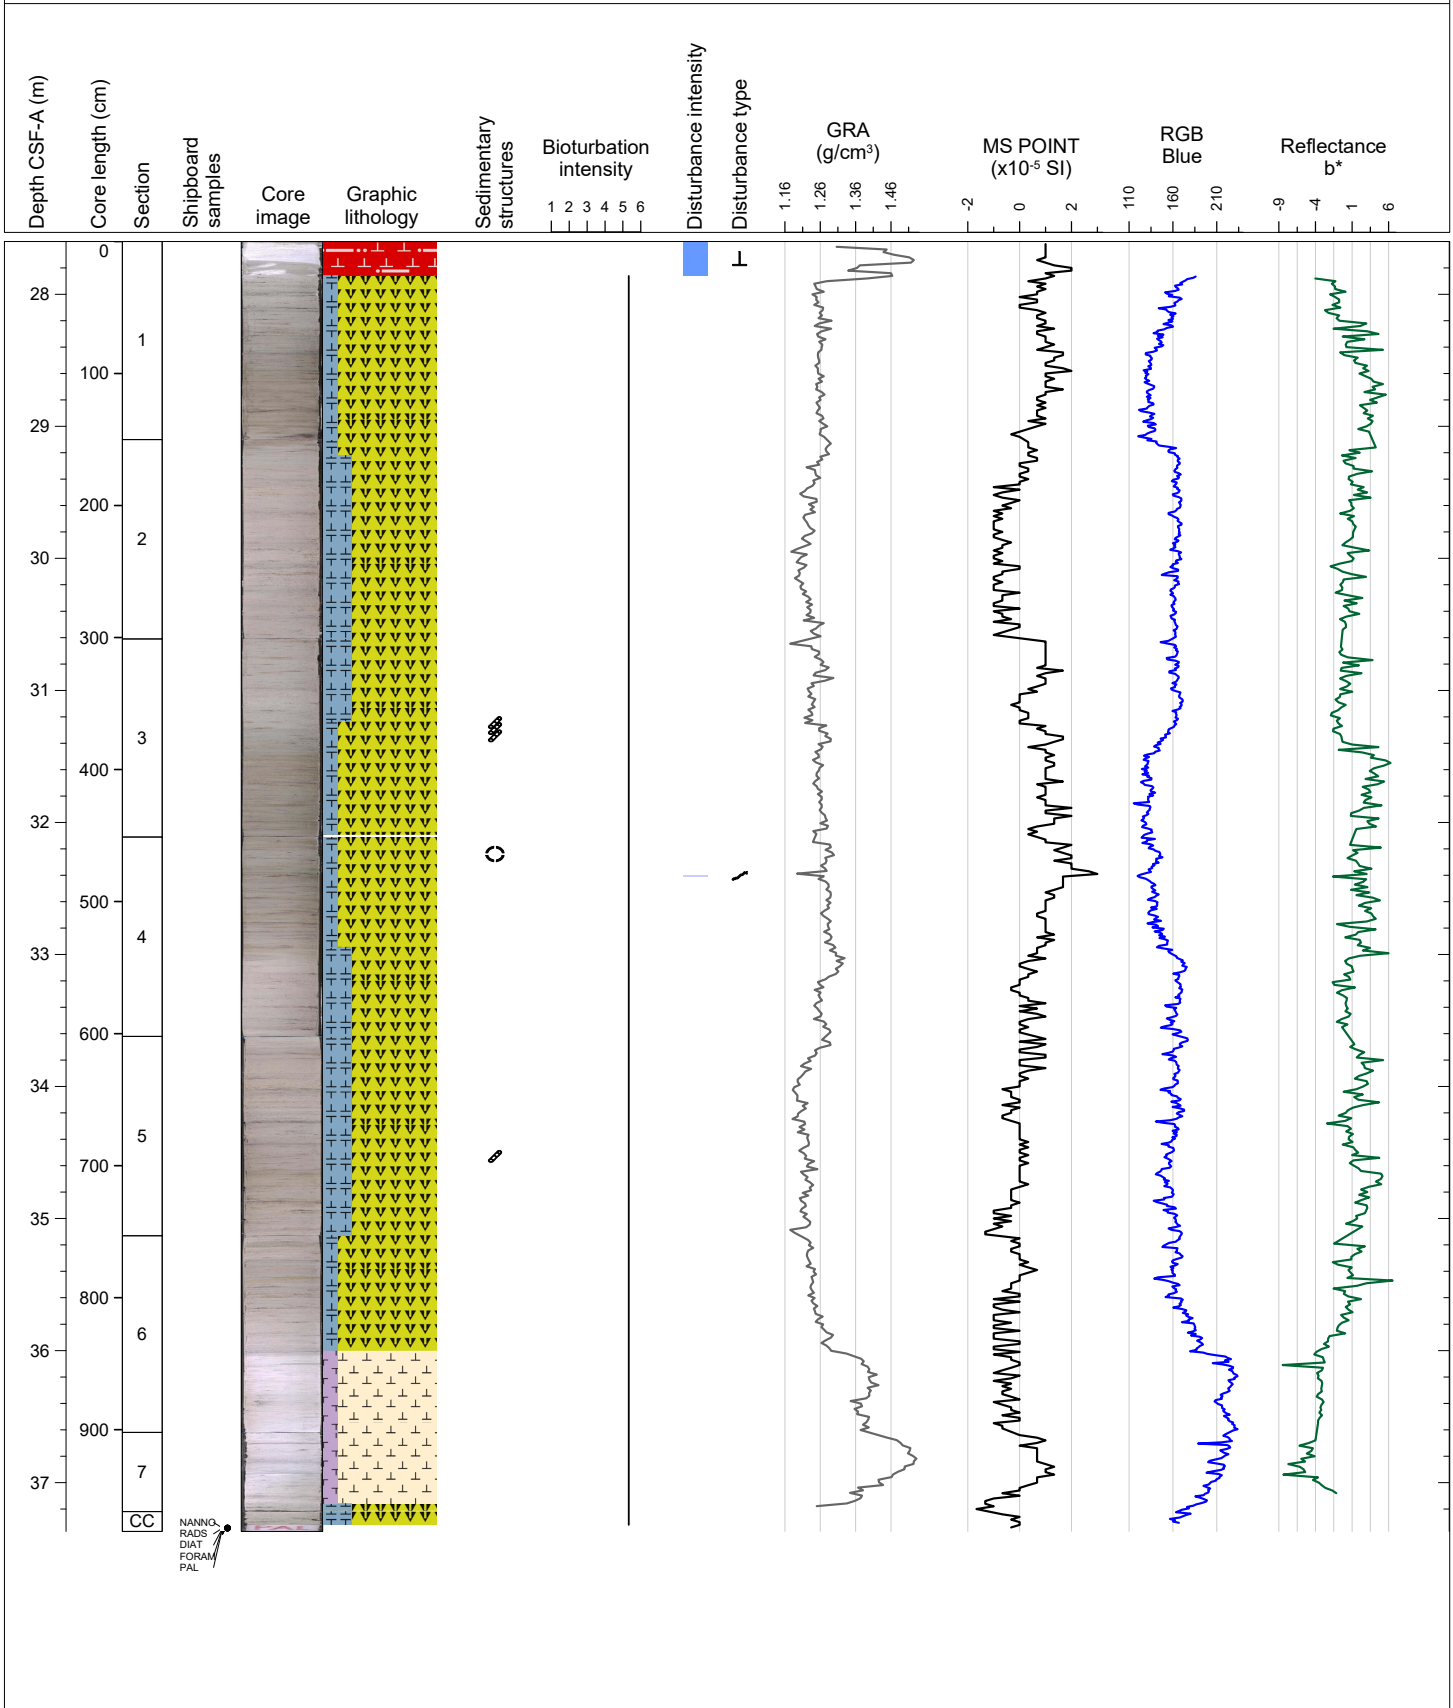 Depth CSF-A (m)
Core length (cm)
Section
Shipboard
samples
Core
image
Graphic
lithology
Sedimentary
structures
Bioturbation
intensity
1 2 3 4 5 6
Disturbance intensity
Disturbance type
GRA
(g/cm³)
1.16 1.26 1.36 1.46
MS POINT
(x10⁻⁵ SI)
-2 0 2
RGB
Blue
110 160 210
Reflectance
b*
-9 -4 1 6
28
29
30
31
32
33
34
35
36
37
0
100
200
300
400
500
600
700
800
900
1
2
3
4
5
6
7
CC
NANNO
RADS
DIAT
FORAM
PAL